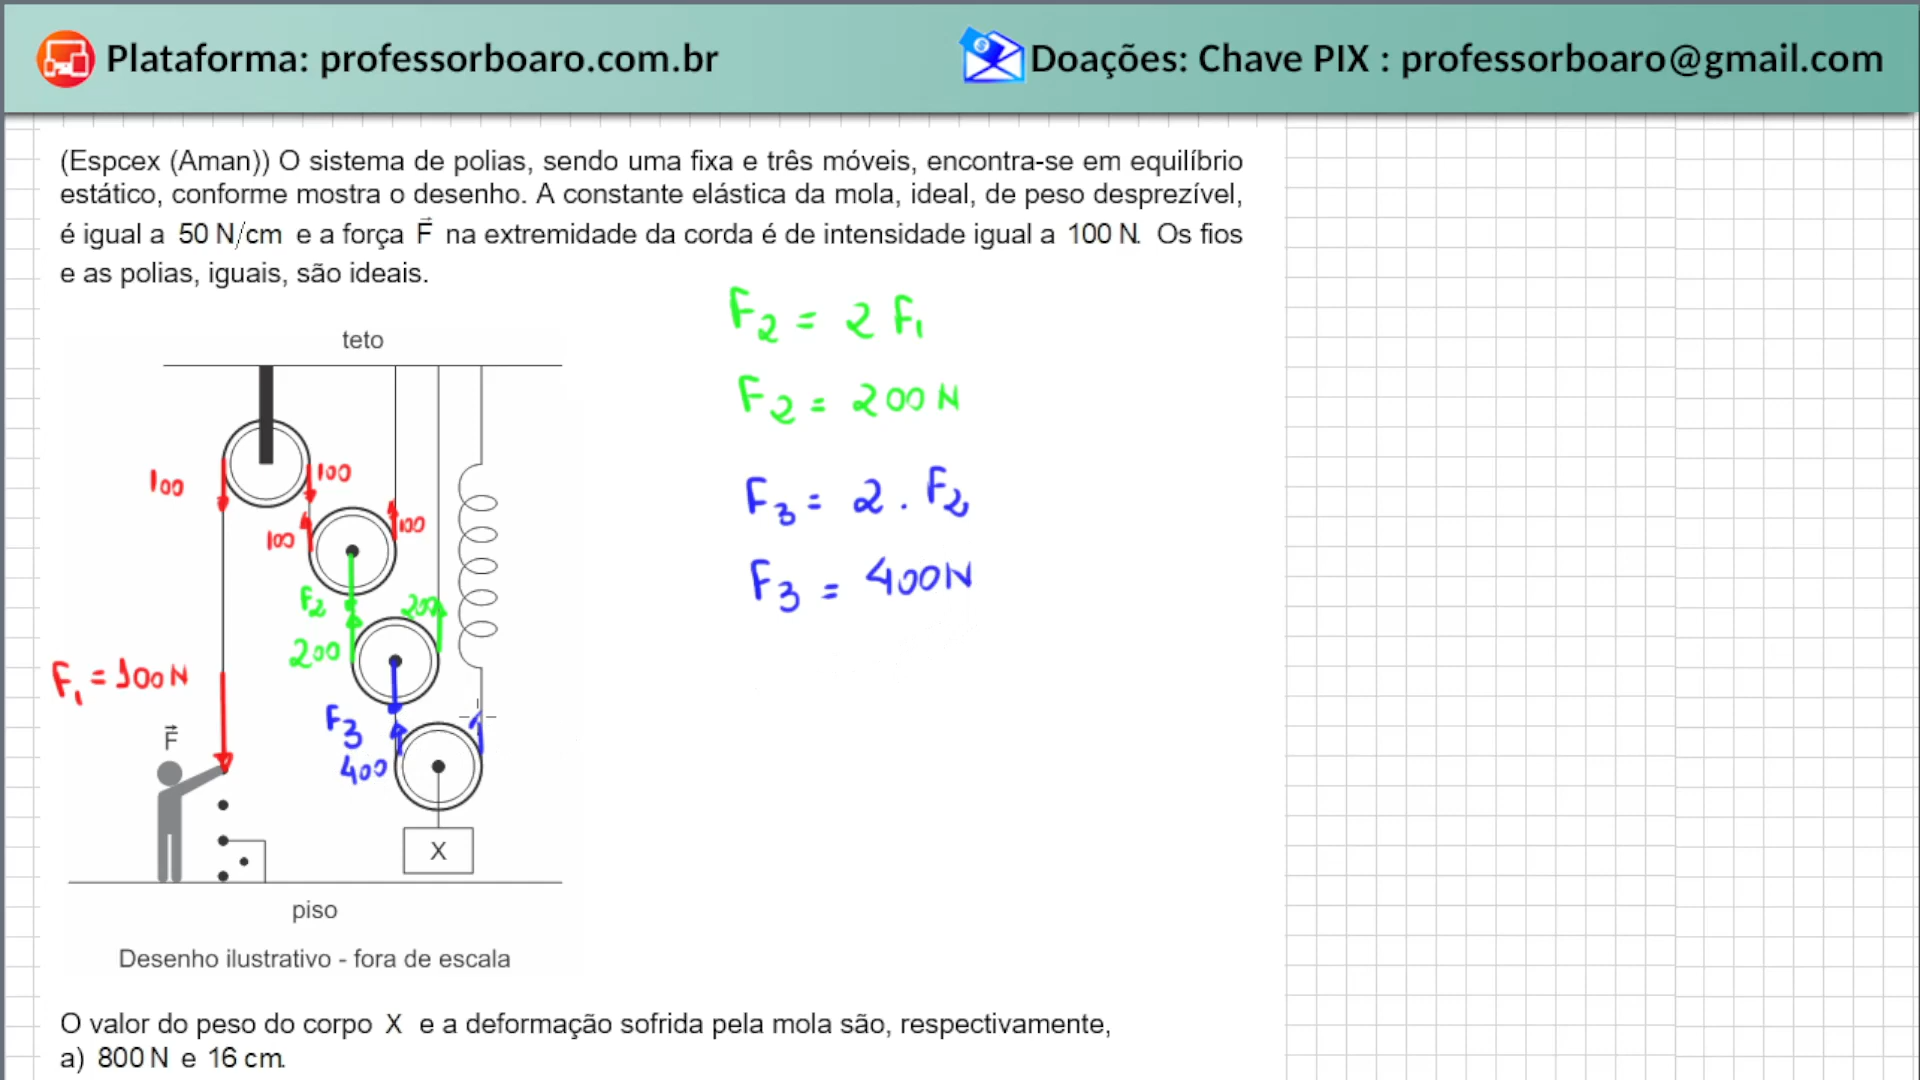 Plataforma: professorboaro.com.br
Doações: Chave PIX : professorboaro@gmail.com
(Espcex (Aman)) O sistema de polias, sendo uma fixa e três móveis, encontra-se em equilíbrio
estático, conforme mostra o desenho. A constante elástica da mola, ideal, de peso desprezível,
é igual a 50 N/cm e a força F⃗ na extremidade da corda é de intensidade igual a 100 N. Os fios
e as polias, iguais, são ideais.
F₂ = 2 F₁
teto
F₂ = 200 N
100
100
F₃ = 2 . F₂
100
100
F₃ = 400N
F₂
200
200
F₁ = 100 N
F₃
F⃗
400
X
piso
Desenho ilustrativo - fora de escala
O valor do peso do corpo X e a deformação sofrida pela mola são, respectivamente,
a) 800 N e 16 cm.